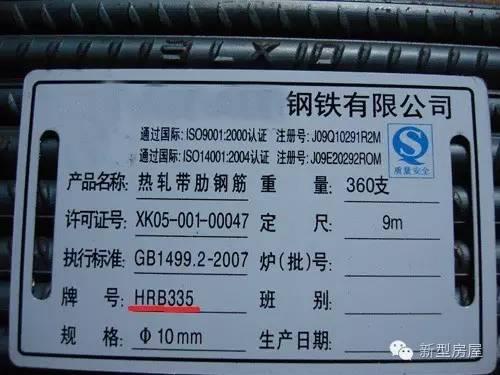 SLX10
钢铁有限公司
通过国际: ISO9001:2000认证 注册号: J09Q10291R2M
通过国际: ISO14001:2004认证 注册号: J09E20292ROM
质量安全
产品名称: 热轧带肋钢筋 重量: 360支
许可证号: XK05-001-00047 定尺: 9m
执行标准: GB1499.2-2007 炉(批)号:
牌号: HRB335 班别:
规格: Φ10mm 生产日期:
新型房屋